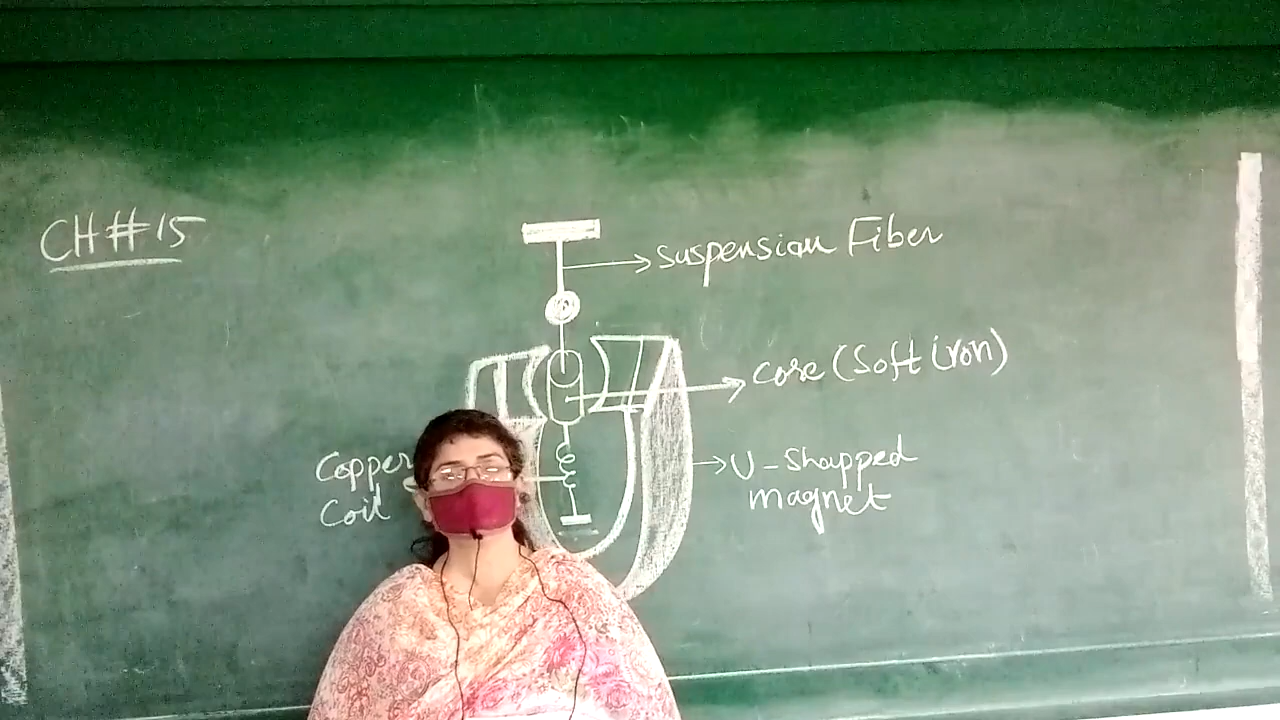 CH#15
Suspension Fiber
Core (Soft iron)
Copper
Coil
U-Shapped
magnet